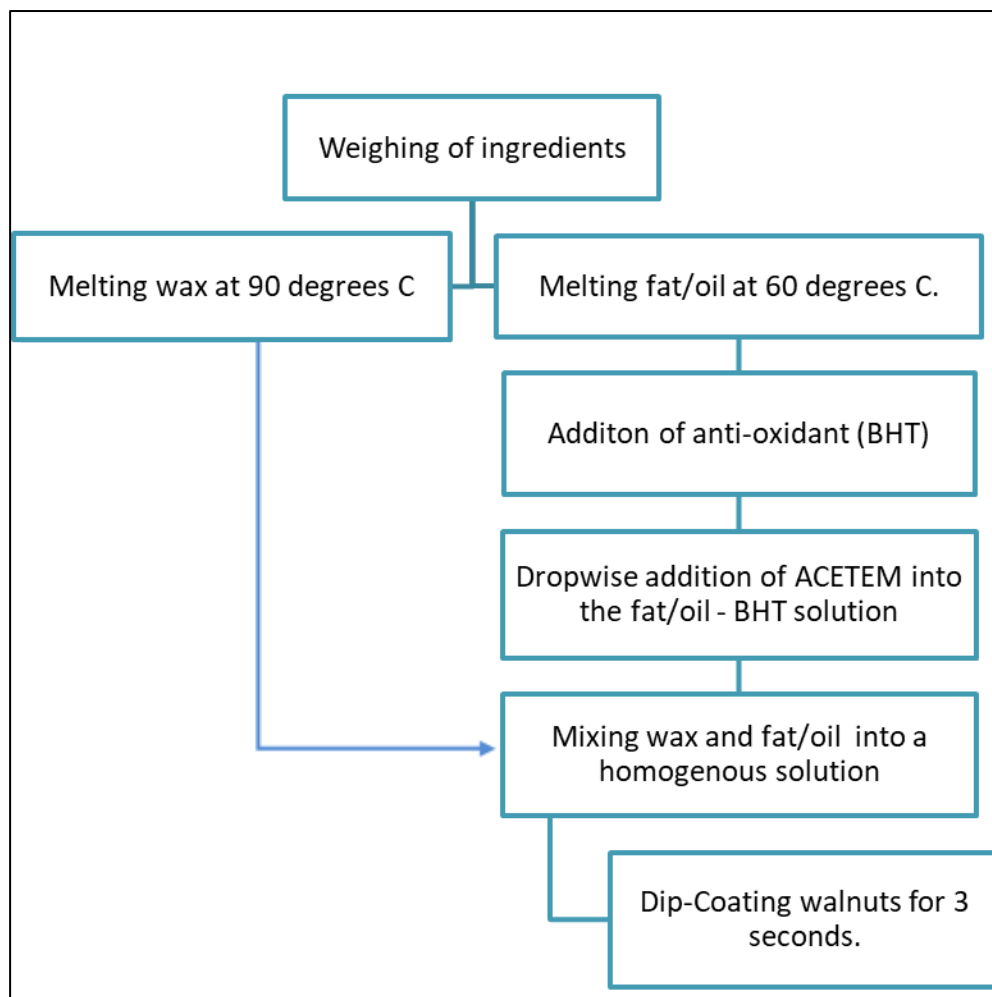 Weighing of ingredients
Melting wax at 90 degrees C
Melting fat/oil at 60 degrees C.
Additon of anti-oxidant (BHT)
Dropwise addition of ACETEM into
the fat/oil - BHT solution
Mixing wax and fat/oil into a
homogenous solution
Dip-Coating walnuts for 3
seconds.